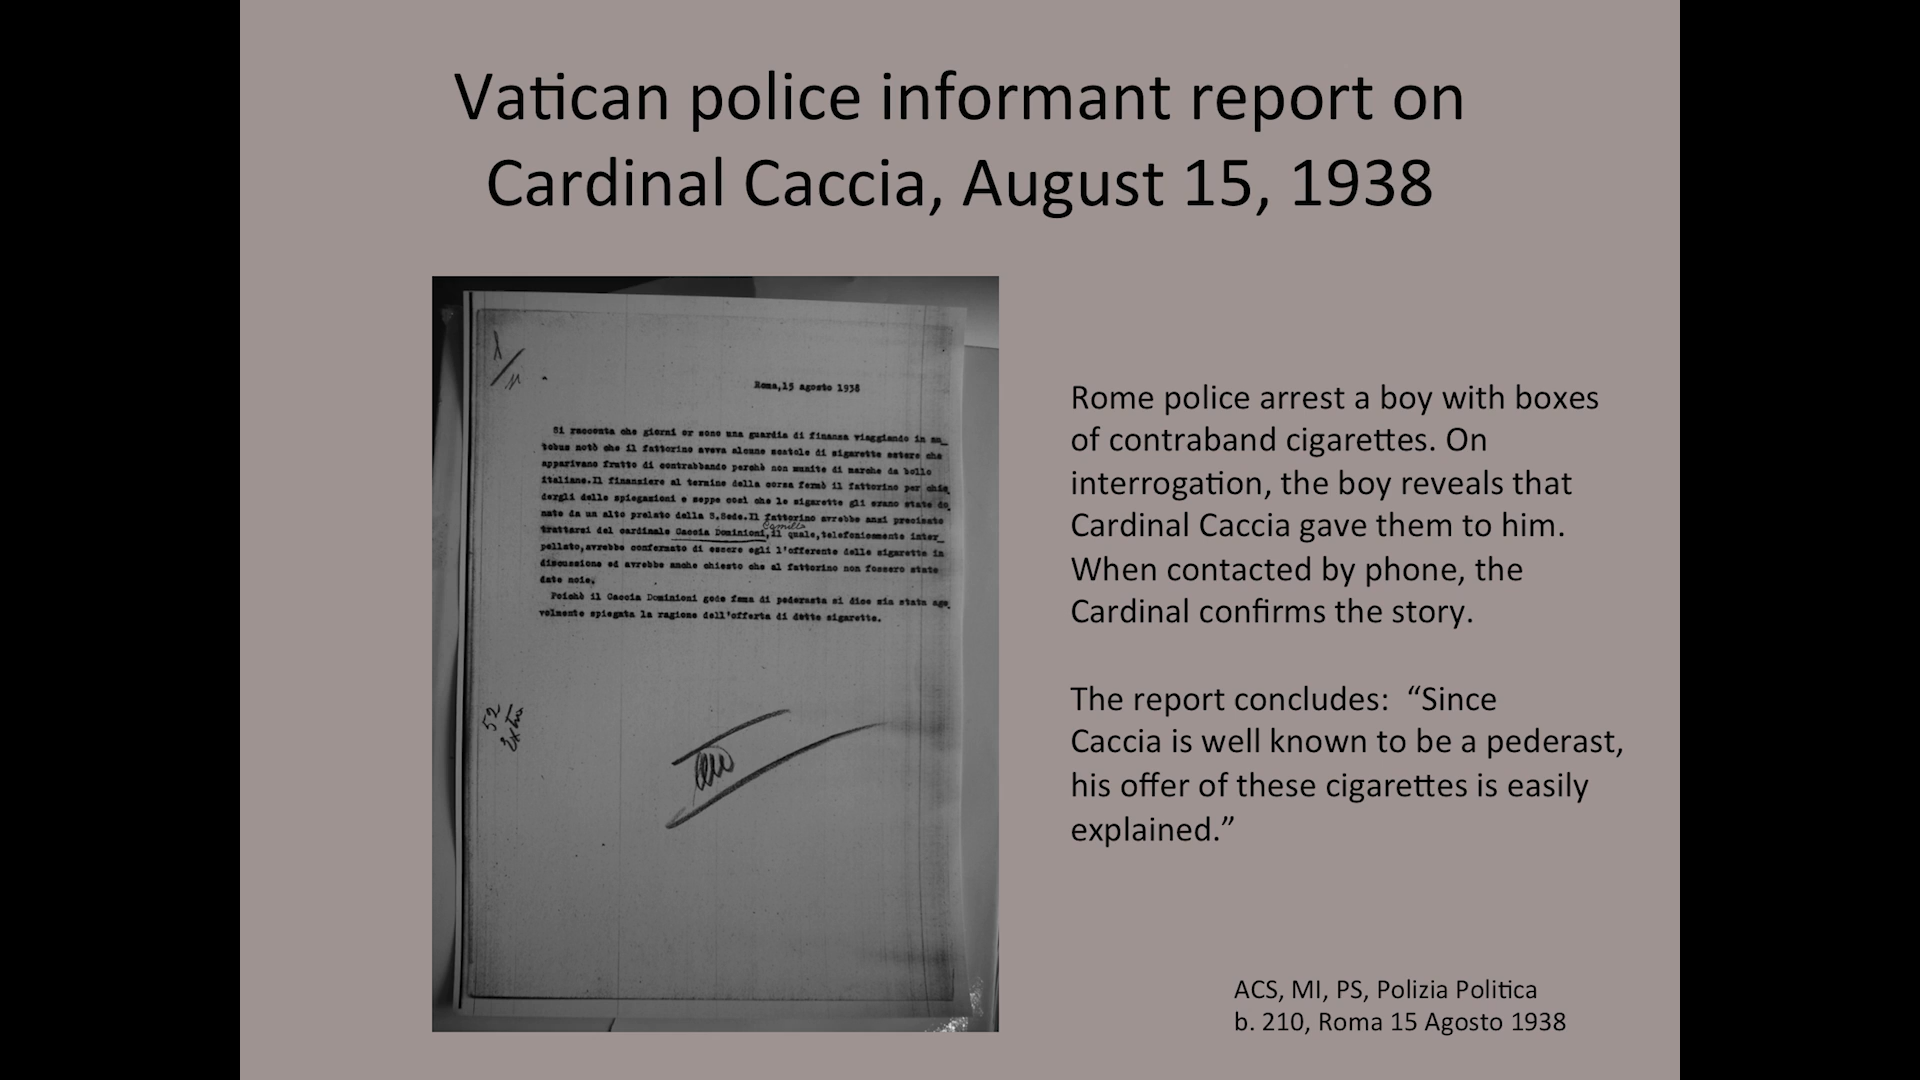 Vatican police informant report on
Cardinal Caccia, August 15, 1938
Roma,15 agosto 1938
Si racconta che giorni or sono una guardia di finanza viaggiando in au_
tobus notò che il fattorino aveva alcune scatole di sigarette estere che
apparivano frutto di contrabbando perchè non munite di marche da bollo
italiane.Il finanziere al termine della corsa fermò il fattorino per chie_
dergli delle spiegazioni e seppe così che le sigarette gli erano state do_
nate da un alto prelato della S.Sede.Il fattorino avrebbe anzi precisato
Camillo
trattarsi del cardinale Caccia Dominioni,il quale,telefonicamente inter_
pellato,avrebbe confermato di essere egli l'offerente delle sigarette in
discussione ed avrebbe anche chiesto che al fattorino non fossero state
date noie.
Poichè il Caccia Dominioni gode fama di pederasta si dice sia stata age_
volmente spiegata la ragione dell'offerta di dette sigarette.
52
Rome police arrest a boy with boxes
of contraband cigarettes. On
interrogation, the boy reveals that
Cardinal Caccia gave them to him.
When contacted by phone, the
Cardinal confirms the story.
The report concludes:  “Since
Caccia is well known to be a pederast,
his offer of these cigarettes is easily
explained.”
ACS, MI, PS, Polizia Politica
b. 210, Roma 15 Agosto 1938